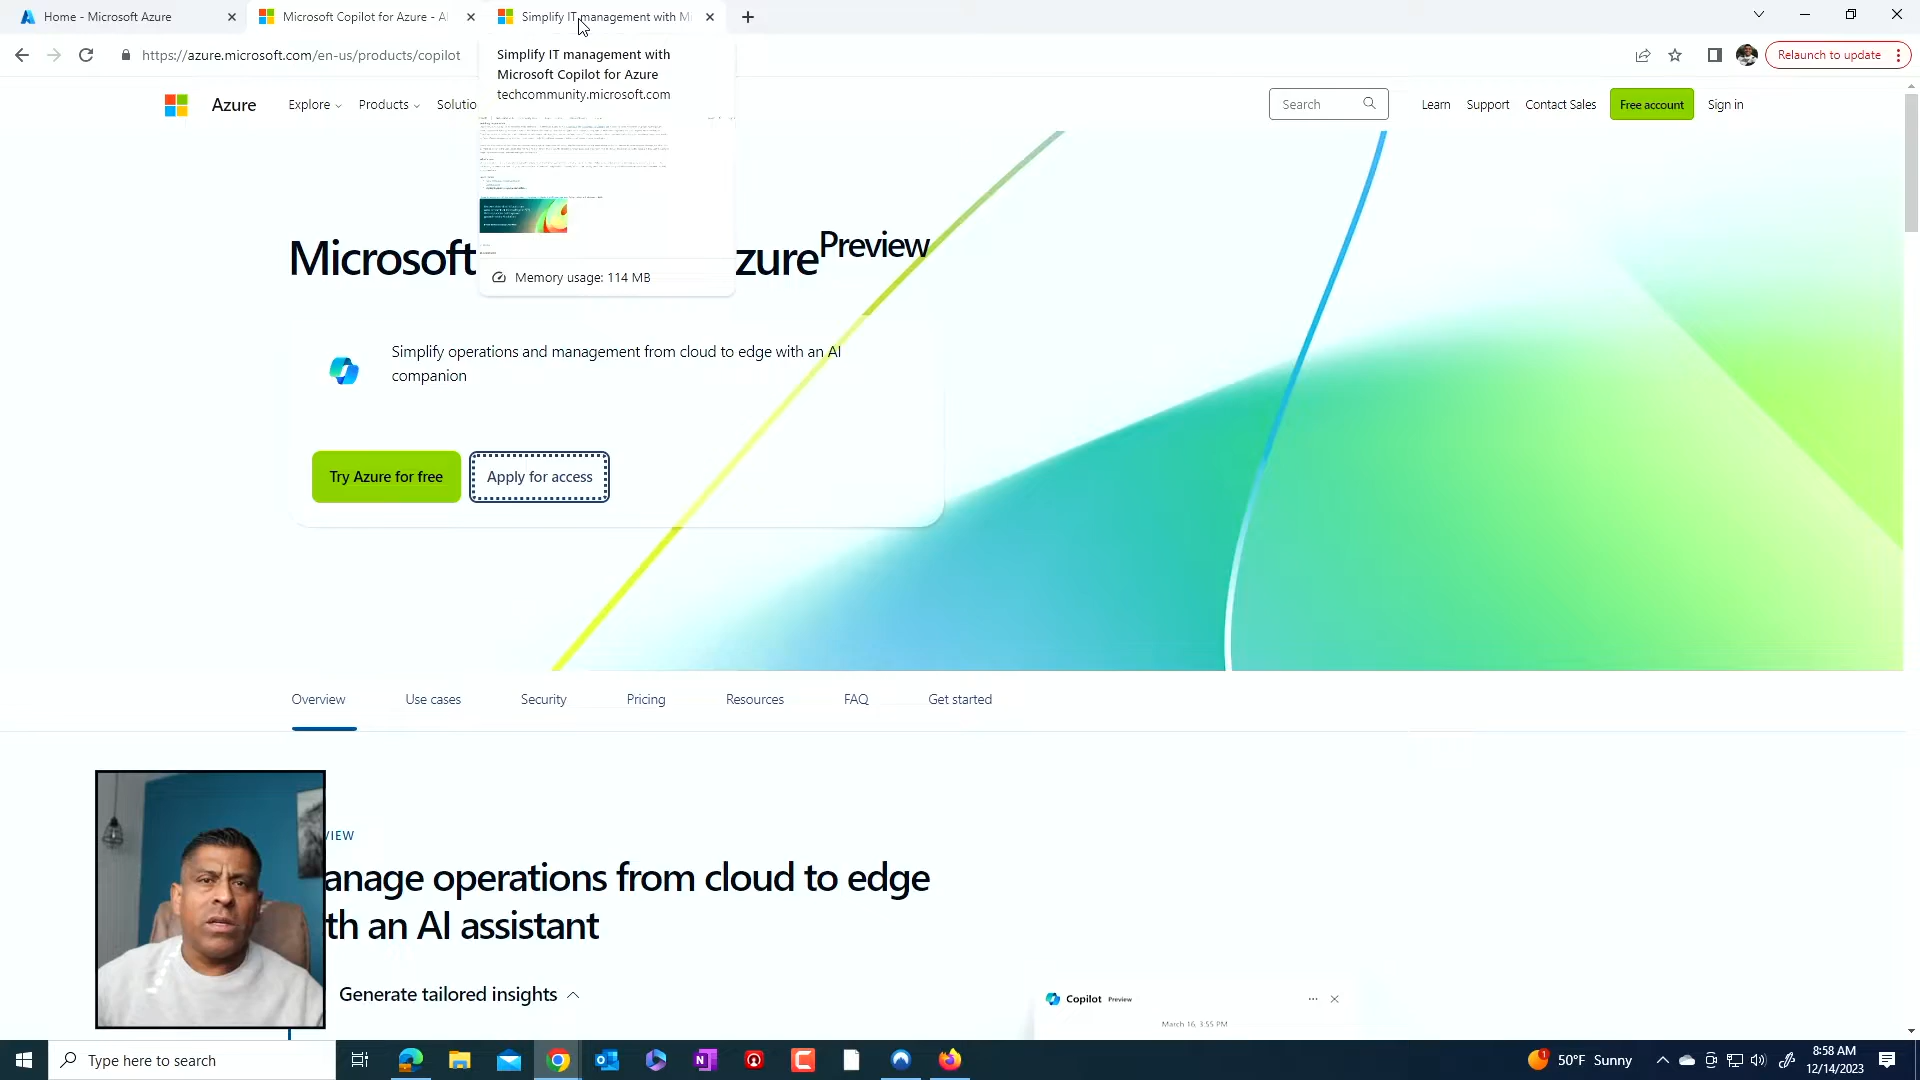 Home - Microsoft Azure
Microsoft Copilot for Azure - AI
Simplify IT management with Mi
https://azure.microsoft.com/en-us/products/copilot
Simplify IT management with
Microsoft Copilot for Azure
techcommunity.microsoft.com
Memory usage: 114 MB
Relaunch to update
Azure
Explore
Products
Solutio
Search
Learn
Support
Contact Sales
Free account
Sign in
Microsoft
zure Preview
Simplify operations and management from cloud to edge with an AI
companion
Try Azure for free
Apply for access
Overview
Use cases
Security
Pricing
Resources
FAQ
Get started
VIEW
anage operations from cloud to edge
th an AI assistant
Generate tailored insights
Copilot Preview
March 16, 3:55 PM
Type here to search
1
50°F Sunny
8:58 AM
12/14/2023